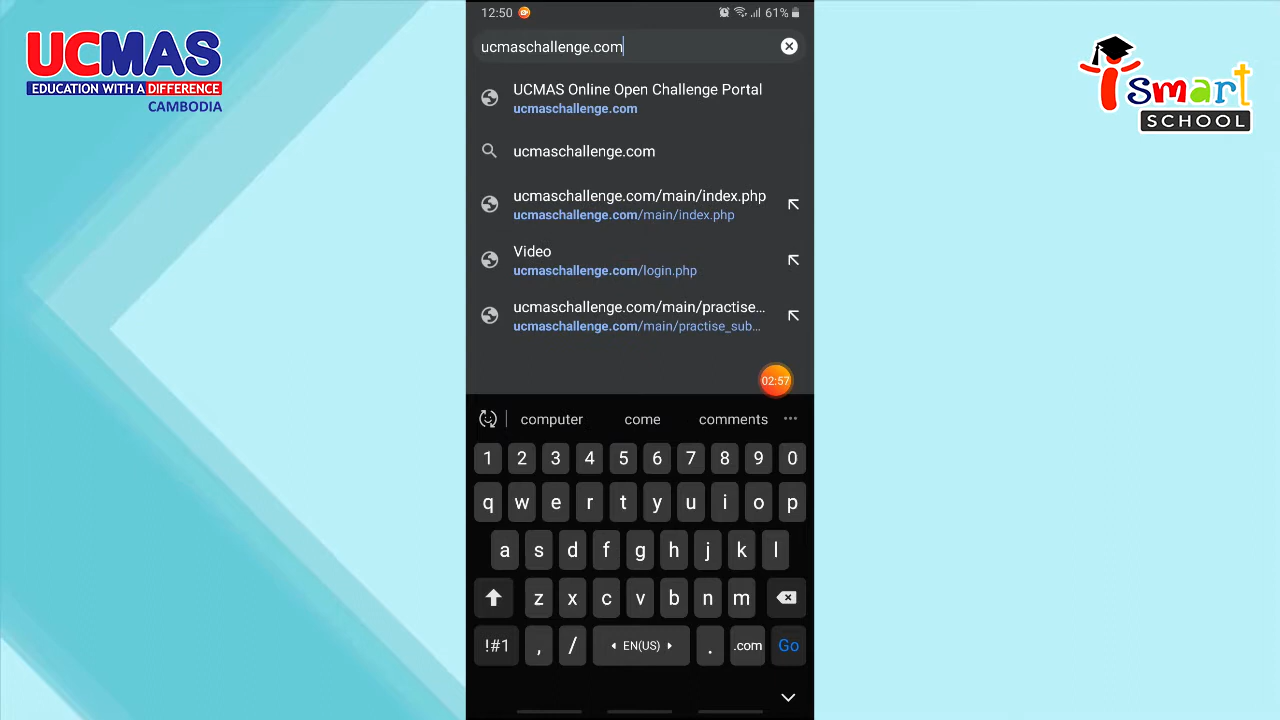 UCMAS
EDUCATION WITH A DIFFERENCE
CAMBODIA
12:50
61%
ucmaschallenge.com
UCMAS Online Open Challenge Portal
ucmaschallenge.com
ucmaschallenge.com
ucmaschallenge.com/main/index.php
ucmaschallenge.com/main/index.php
Video
ucmaschallenge.com/login.php
ucmaschallenge.com/main/practise...
ucmaschallenge.com/main/practise_sub...
02:57
computer come comments ...
1 2 3 4 5 6 7 8 9 0
q w e r t y u i o p
a s d f g h j k l
z x c v b n m
!#1 , / EN(US) . .com Go
i smart
SCHOOL